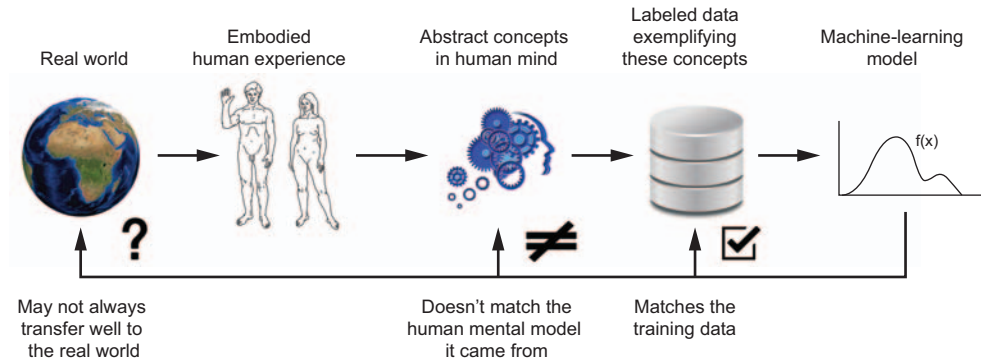 Real world
Embodied
human experience
Abstract concepts
in human mind
Labeled data
exemplifying
these concepts
Machine-learning
model
f(x)
?
≠
May not always
transfer well to
the real world
Doesn’t match the
human mental model
it came from
Matches the
training data